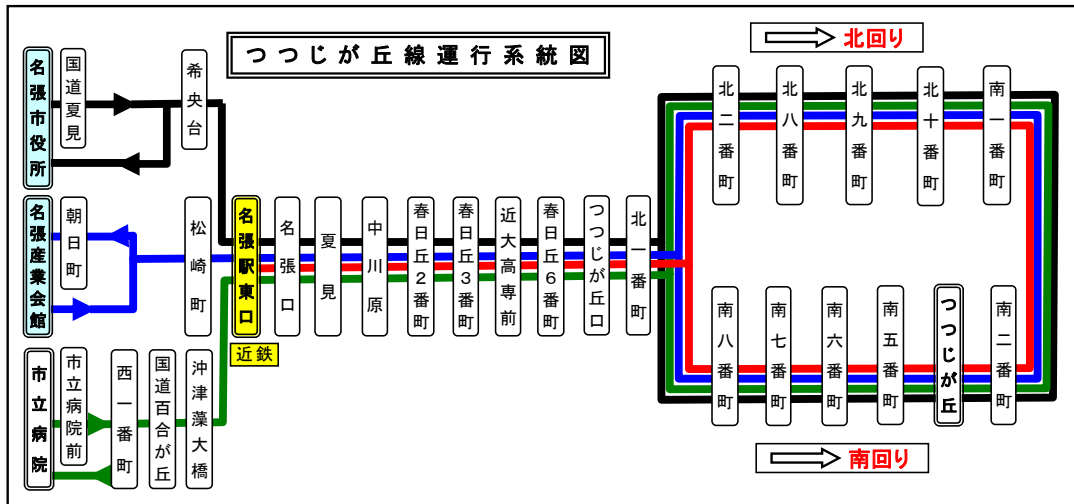 つつじが丘線運行系統図
北回り
名張市役所
国道夏見
希央台
名張産業会館
朝日町
松崎町
市立病院
市立病院前
西一番町
国道百合が丘
沖津藻大橋
名張駅東口
近鉄
名張口
夏見
中川原
春日丘2番町
春日丘3番町
近大高専前
春日丘6番町
つつじが丘口
北一番町
北二番町
北八番町
北九番町
北十番町
南一番町
南八番町
南七番町
南六番町
南五番町
つつじが丘
南二番町
南回り